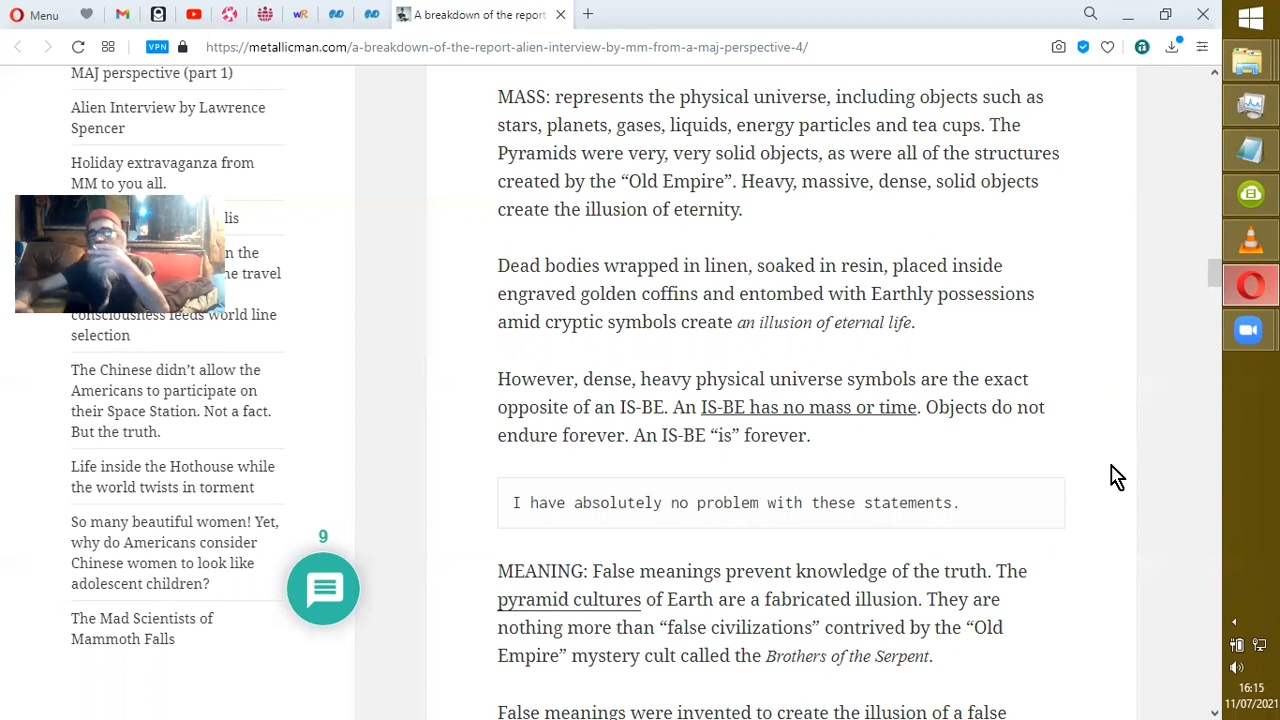 Menu
A breakdown of the report
VPN
https://metallicman.com/a-breakdown-of-the-report-alien-interview-by-mm-from-a-maj-perspective-4/
MAJ perspective (part 1)
Alien Interview by Lawrence
Spencer
Holiday extravaganza from
MM to you all.
lis
n the
ne travel
consciousness feeds world line
selection
The Chinese didn’t allow the
Americans to participate on
their Space Station. Not a fact.
But the truth.
Life inside the Hothouse while
the world twists in torment
So many beautiful women! Yet,
why do Americans consider
Chinese women to look like
adolescent children?
The Mad Scientists of
Mammoth Falls
9
MASS: represents the physical universe, including objects such as
stars, planets, gases, liquids, energy particles and tea cups. The
Pyramids were very, very solid objects, as were all of the structures
created by the “Old Empire”. Heavy, massive, dense, solid objects
create the illusion of eternity.
Dead bodies wrapped in linen, soaked in resin, placed inside
engraved golden coffins and entombed with Earthly possessions
amid cryptic symbols create an illusion of eternal life.
However, dense, heavy physical universe symbols are the exact
opposite of an IS-BE. An IS-BE has no mass or time. Objects do not
endure forever. An IS-BE “is” forever.
I have absolutely no problem with these statements.
MEANING: False meanings prevent knowledge of the truth. The
pyramid cultures of Earth are a fabricated illusion. They are
nothing more than “false civilizations” contrived by the “Old
Empire” mystery cult called the Brothers of the Serpent.
False meanings were invented to create the illusion of a false
16:15
11/07/2021